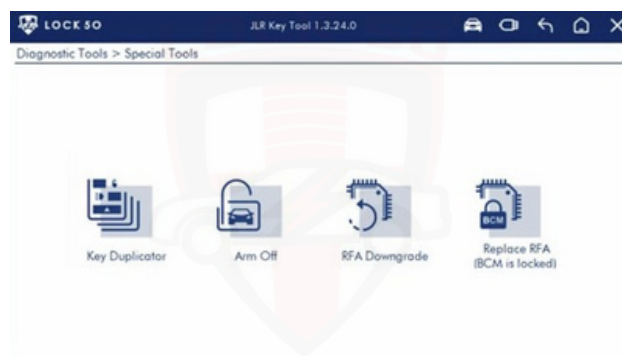 LOCK 50
JLR Key Tool 1.3.24.0
Diagnostic Tools > Special Tools
Key Duplicator
Arm Off
RFA Downgrade
BCM
Replace RFA
(BCM is locked)